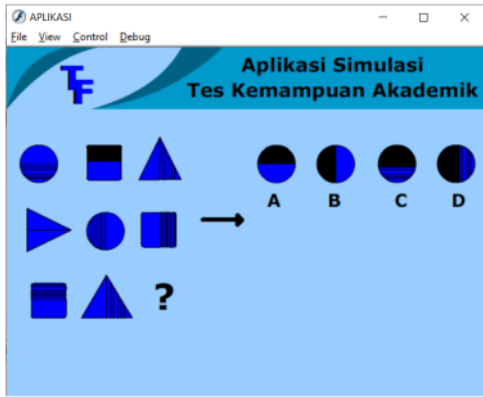 APLIKASI
File View Control Debug
TF
Aplikasi Simulasi
Tes Kemampuan Akademik
A B C D
?